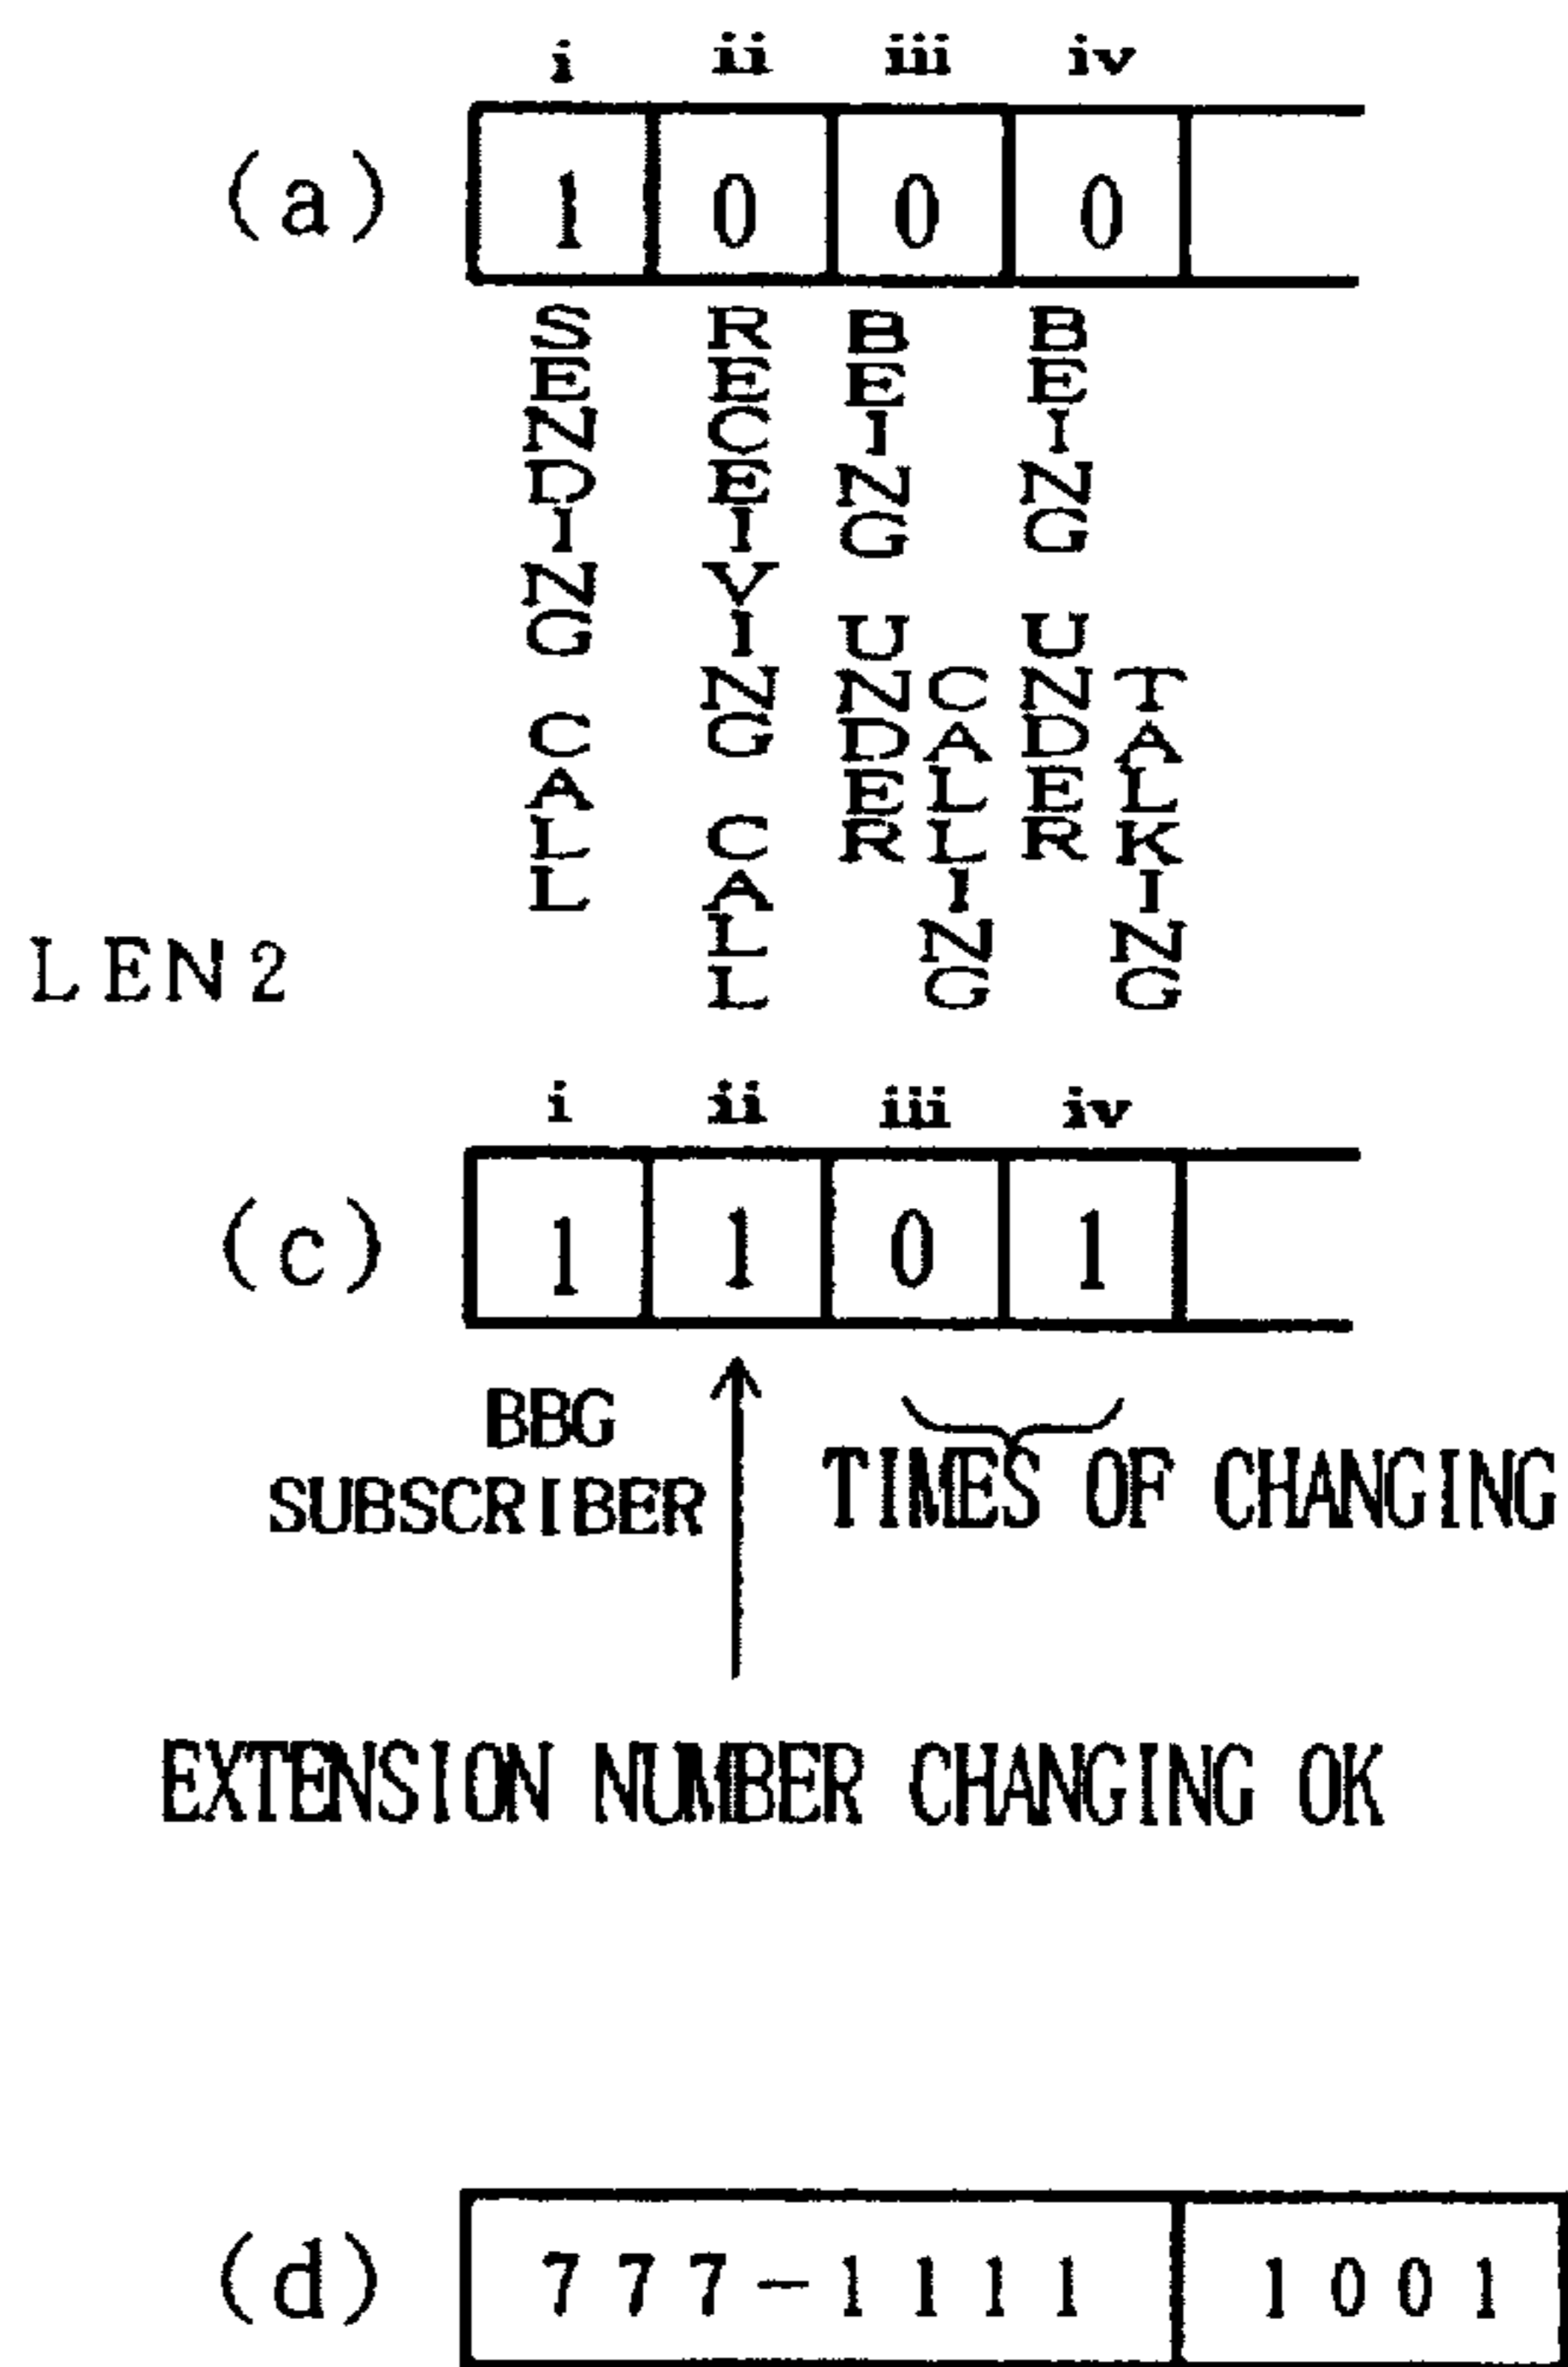 i ii iii iv
(a) 1 0 0 0
SENDING CALL
RECEIVING CALL
BEING UNDER CALLING
BEING UNDER TALKING
LEN2
i ii iii iv
(c) 1 1 0 1
BBG
SUBSCRIBER
TIMES OF CHANGING
EXTENSION NUMBER CHANGING OK
(d) 777-1111 1001